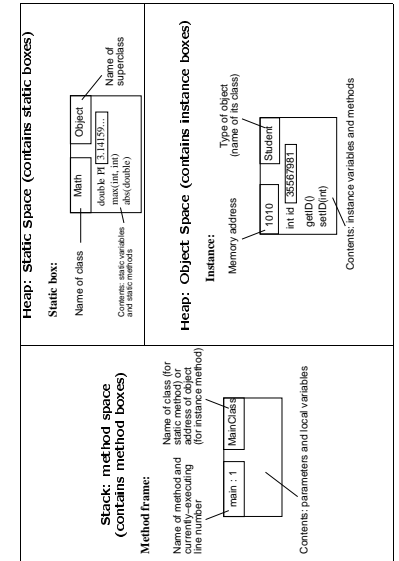 Stack: method space
(contains method boxes)
Method frame:
Name of method and
currently-executing
line number
Name of class (for
static method) or
address of object
(for instance method)
main : 1
MainClass
Contents: parameters and local variables
Heap: Static Space (contains static boxes)
Static box:
Name of class
Name of
superclass
Math
Object
double PI 3.14159...
max(int, int)
abs(double)
Contents: static variables
and static methods
Heap: Object Space (contains instance boxes)
Instance:
Memory address
Type of object
(name of its class)
1010
Student
int id 35567981
getID()
setID(int)
Contents: instance variables and methods